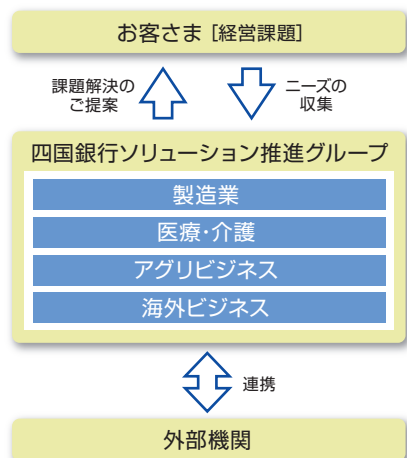 お客さま［経営課題］
課題解決の
ご提案
ニーズの
収集
四国銀行ソリューション推進グループ
製造業
医療・介護
アグリビジネス
海外ビジネス
連携
外部機関